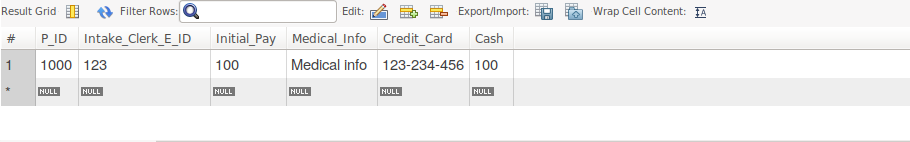 Result Grid Filter Rows: Edit: Export/Import: Wrap Cell Content: IA
# P_ID Intake_Clerk_E_ID Initial_Pay Medical_Info Credit_Card Cash
1 1000 123 100 Medical info 123-234-456 100
* NULL NULL NULL NULL NULL NULL